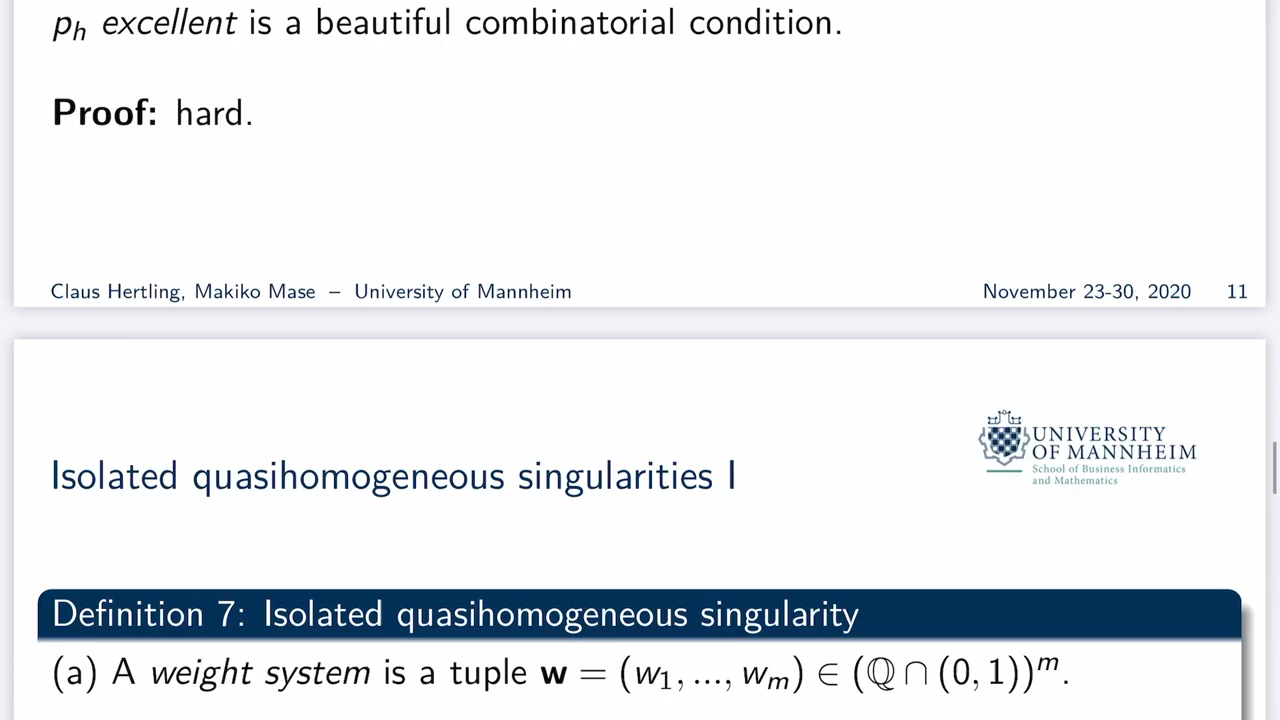 p_h excellent is a beautiful combinatorial condition.
Proof: hard.
Claus Hertling, Makiko Mase – University of Mannheim November 23-30, 2020 11
UNIVERSITY
OF MANNHEIM
School of Business Informatics
and Mathematics
Isolated quasihomogeneous singularities I
Definition 7: Isolated quasihomogeneous singularity
(a) A weight system is a tuple w = (w₁, ..., wₘ) ∈ (ℚ ∩ (0, 1))ᵐ.